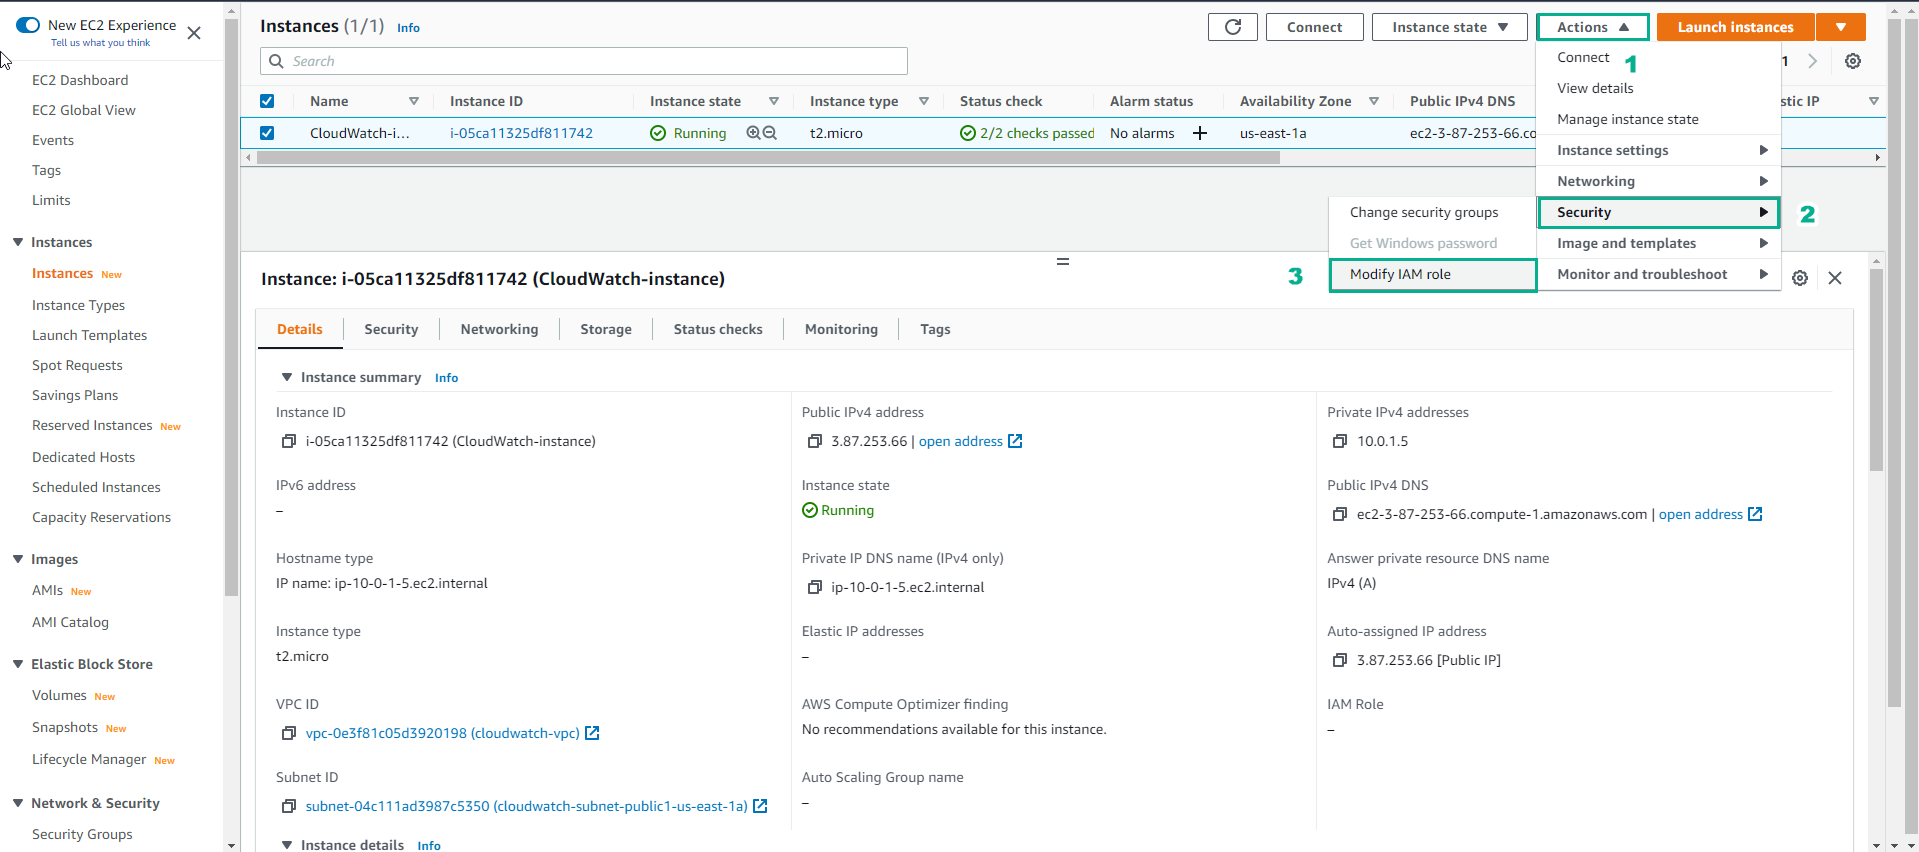 New EC2 Experience
Tell us what you think
EC2 Dashboard
EC2 Global View
Events
Tags
Limits
Instances
Instances New
Instance Types
Launch Templates
Spot Requests
Savings Plans
Reserved Instances New
Dedicated Hosts
Scheduled Instances
Capacity Reservations
Images
AMIs New
AMI Catalog
Elastic Block Store
Volumes New
Snapshots New
Lifecycle Manager New
Network & Security
Security Groups
Instances (1/1) Info
Connect
Instance state
Actions
Launch instances
Search
1
Name Instance ID Instance state Instance type Status check Alarm status Availability Zone Public IPv4 DNS stic IP
CloudWatch-i... i-05ca11325df811742 Running t2.micro 2/2 checks passed No alarms us-east-1a ec2-3-87-253-66.co
Connect
1
View details
Manage instance state
Instance settings
Networking
Security
2
Image and templates
Monitor and troubleshoot
Change security groups
Get Windows password
3
Modify IAM role
Instance: i-05ca11325df811742 (CloudWatch-instance)
Details Security Networking Storage Status checks Monitoring Tags
Instance summary Info
Instance ID
i-05ca11325df811742 (CloudWatch-instance)
Public IPv4 address
3.87.253.66 | open address
Private IPv4 addresses
10.0.1.5
IPv6 address
–
Instance state
Running
Public IPv4 DNS
ec2-3-87-253-66.compute-1.amazonaws.com | open address
Hostname type
IP name: ip-10-0-1-5.ec2.internal
Private IP DNS name (IPv4 only)
ip-10-0-1-5.ec2.internal
Answer private resource DNS name
IPv4 (A)
Instance type
t2.micro
Elastic IP addresses
–
Auto-assigned IP address
3.87.253.66 [Public IP]
VPC ID
vpc-0e3f81c05d3920198 (cloudwatch-vpc)
AWS Compute Optimizer finding
No recommendations available for this instance.
IAM Role
–
Subnet ID
subnet-04c111ad3987c5350 (cloudwatch-subnet-public1-us-east-1a)
Auto Scaling Group name
–
Instance details Info